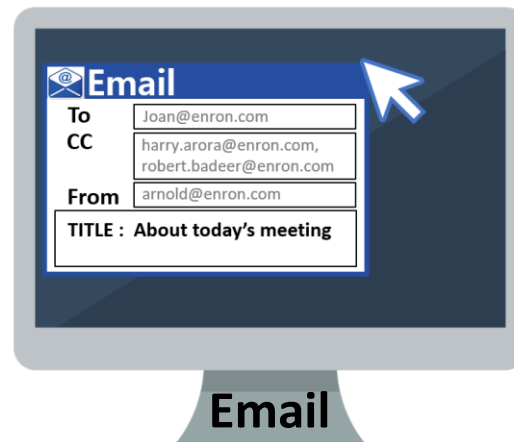 Email
To Joan@enron.com
CC harry.arora@enron.com,
robert.badeer@enron.com
From arnold@enron.com
TITLE : About today's meeting
Email